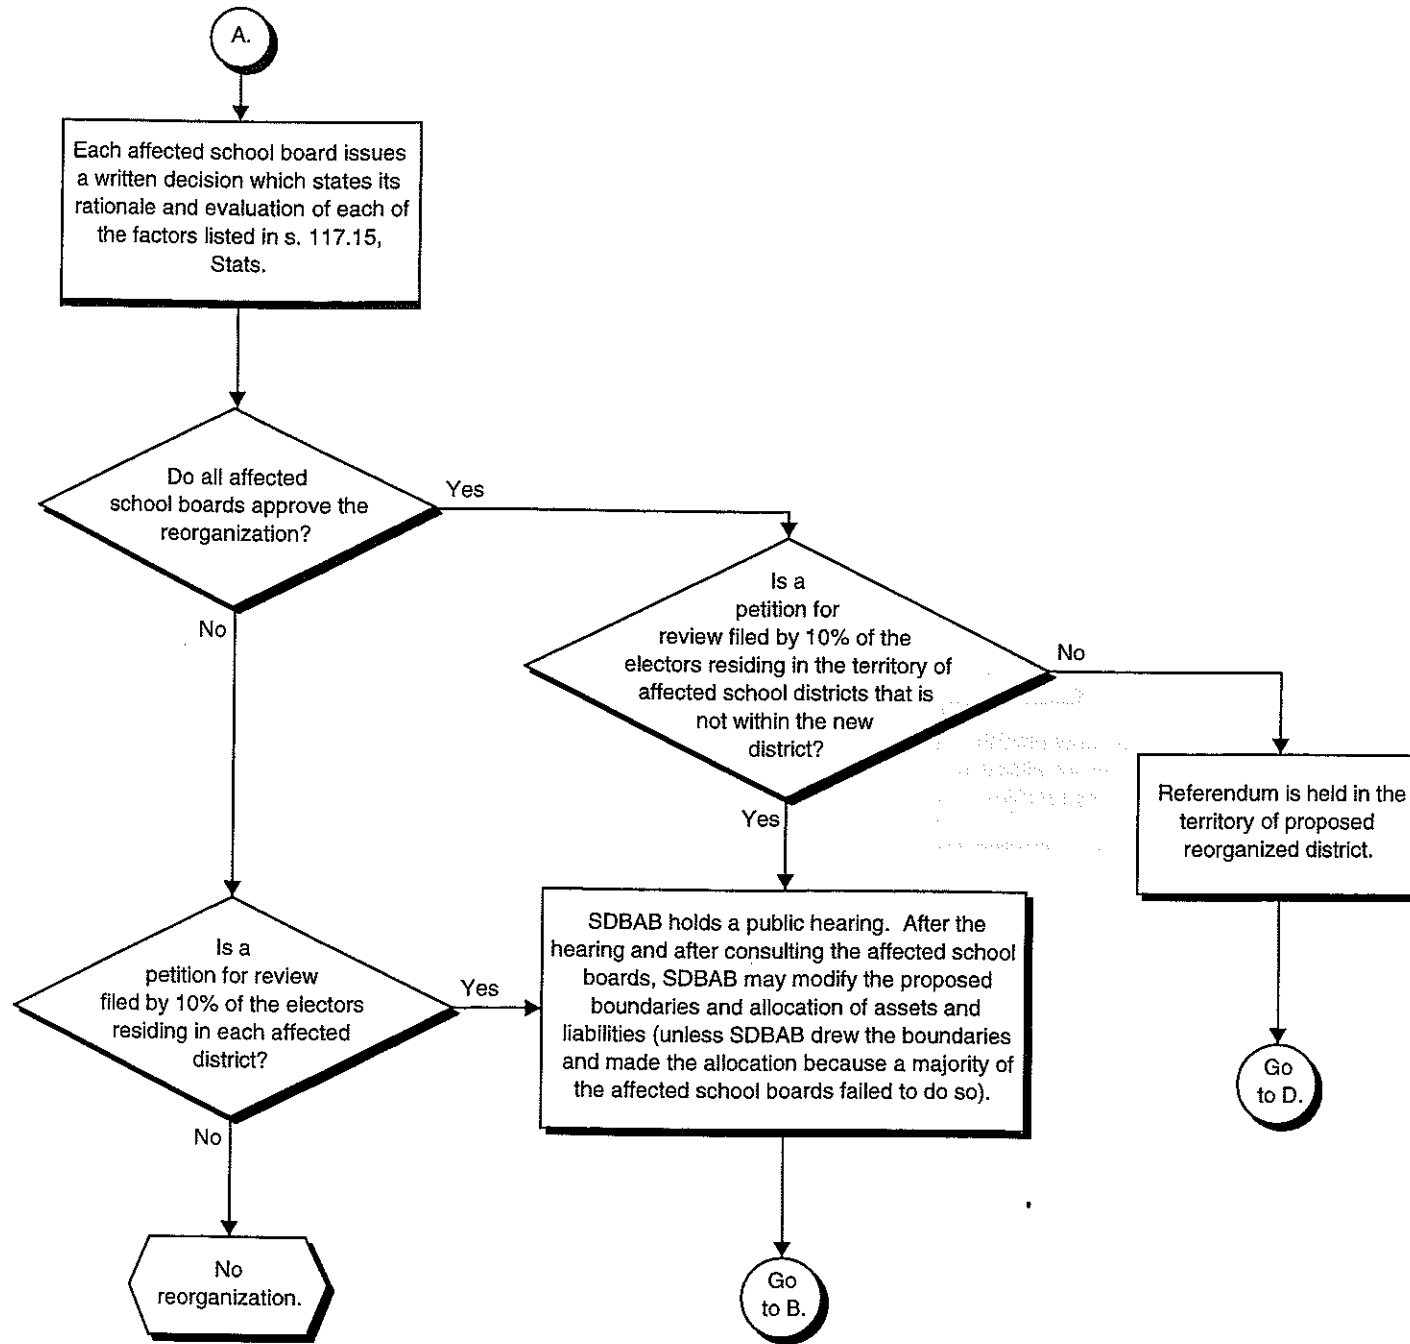 A.
Each affected school board issues
a written decision which states its
rationale and evaluation of each of
the factors listed in s. 117.15,
Stats.
Do all affected
school boards approve the
reorganization?
Yes
No
Is a
petition for
review filed by 10% of the
electors residing in the territory of
affected school districts that is
not within the new
district?
No
Yes
Referendum is held in the
territory of proposed
reorganized district.
Go
to D.
Is a
petition for review
filed by 10% of the electors
residing in each affected
district?
Yes
No
SDBAB holds a public hearing. After the
hearing and after consulting the affected school
boards, SDBAB may modify the proposed
boundaries and allocation of assets and
liabilities (unless SDBAB drew the boundaries
and made the allocation because a majority of
the affected school boards failed to do so).
No
reorganization.
Go
to B.